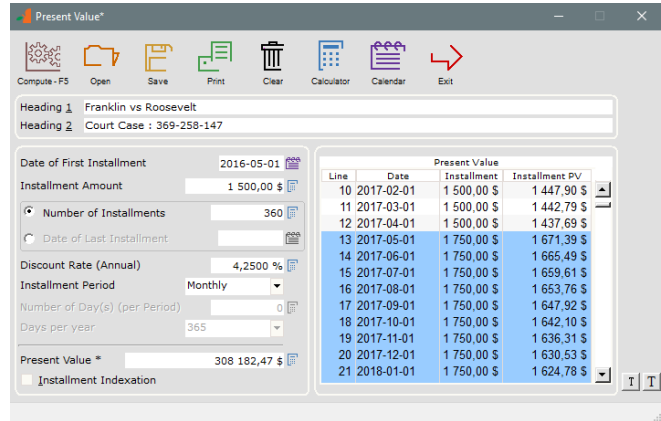 Present Value*
Compute - F5 Open Save Print Clear Calculator Calendar Exit
Heading 1 Franklin vs Roosevelt
Heading 2 Court Case : 369-258-147
Date of First Installment 2016-05-01
Installment Amount 1 500,00 $
Number of Installments 360
Date of Last Installment
Discount Rate (Annual) 4,2500 %
Installment Period Monthly
Number of Day(s) (per Period) 0
Days per year 365
Present Value * 308 182,47 $
Installment Indexation
Present Value
Line Date Installment Installment PV
10 2017-02-01 1 500,00 $ 1 447,90 $
11 2017-03-01 1 500,00 $ 1 442,79 $
12 2017-04-01 1 500,00 $ 1 437,69 $
13 2017-05-01 1 750,00 $ 1 671,39 $
14 2017-06-01 1 750,00 $ 1 665,49 $
15 2017-07-01 1 750,00 $ 1 659,61 $
16 2017-08-01 1 750,00 $ 1 653,76 $
17 2017-09-01 1 750,00 $ 1 647,92 $
18 2017-10-01 1 750,00 $ 1 642,10 $
19 2017-11-01 1 750,00 $ 1 636,31 $
20 2017-12-01 1 750,00 $ 1 630,53 $
21 2018-01-01 1 750,00 $ 1 624,78 $
T T